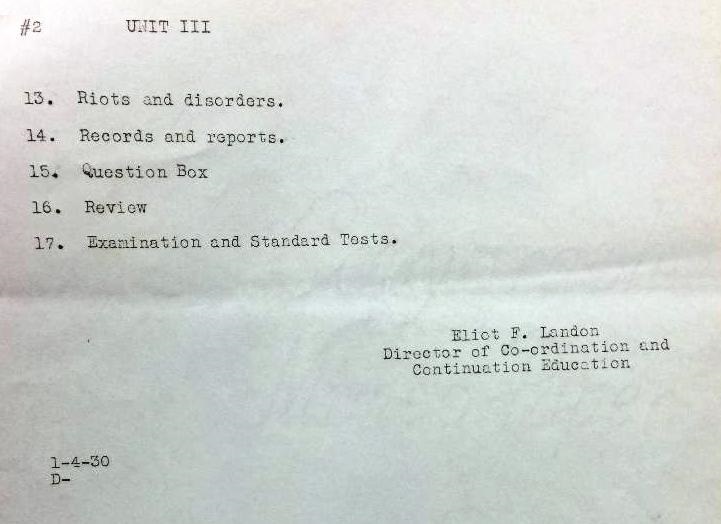 #2 UNIT III
13. Riots and disorders.
14. Records and reports.
15. Question Box
16. Review
17. Examination and Standard Tests.
Eliot F. Landon
Director of Co-ordination and
Continuation Education
1-4-30
D-